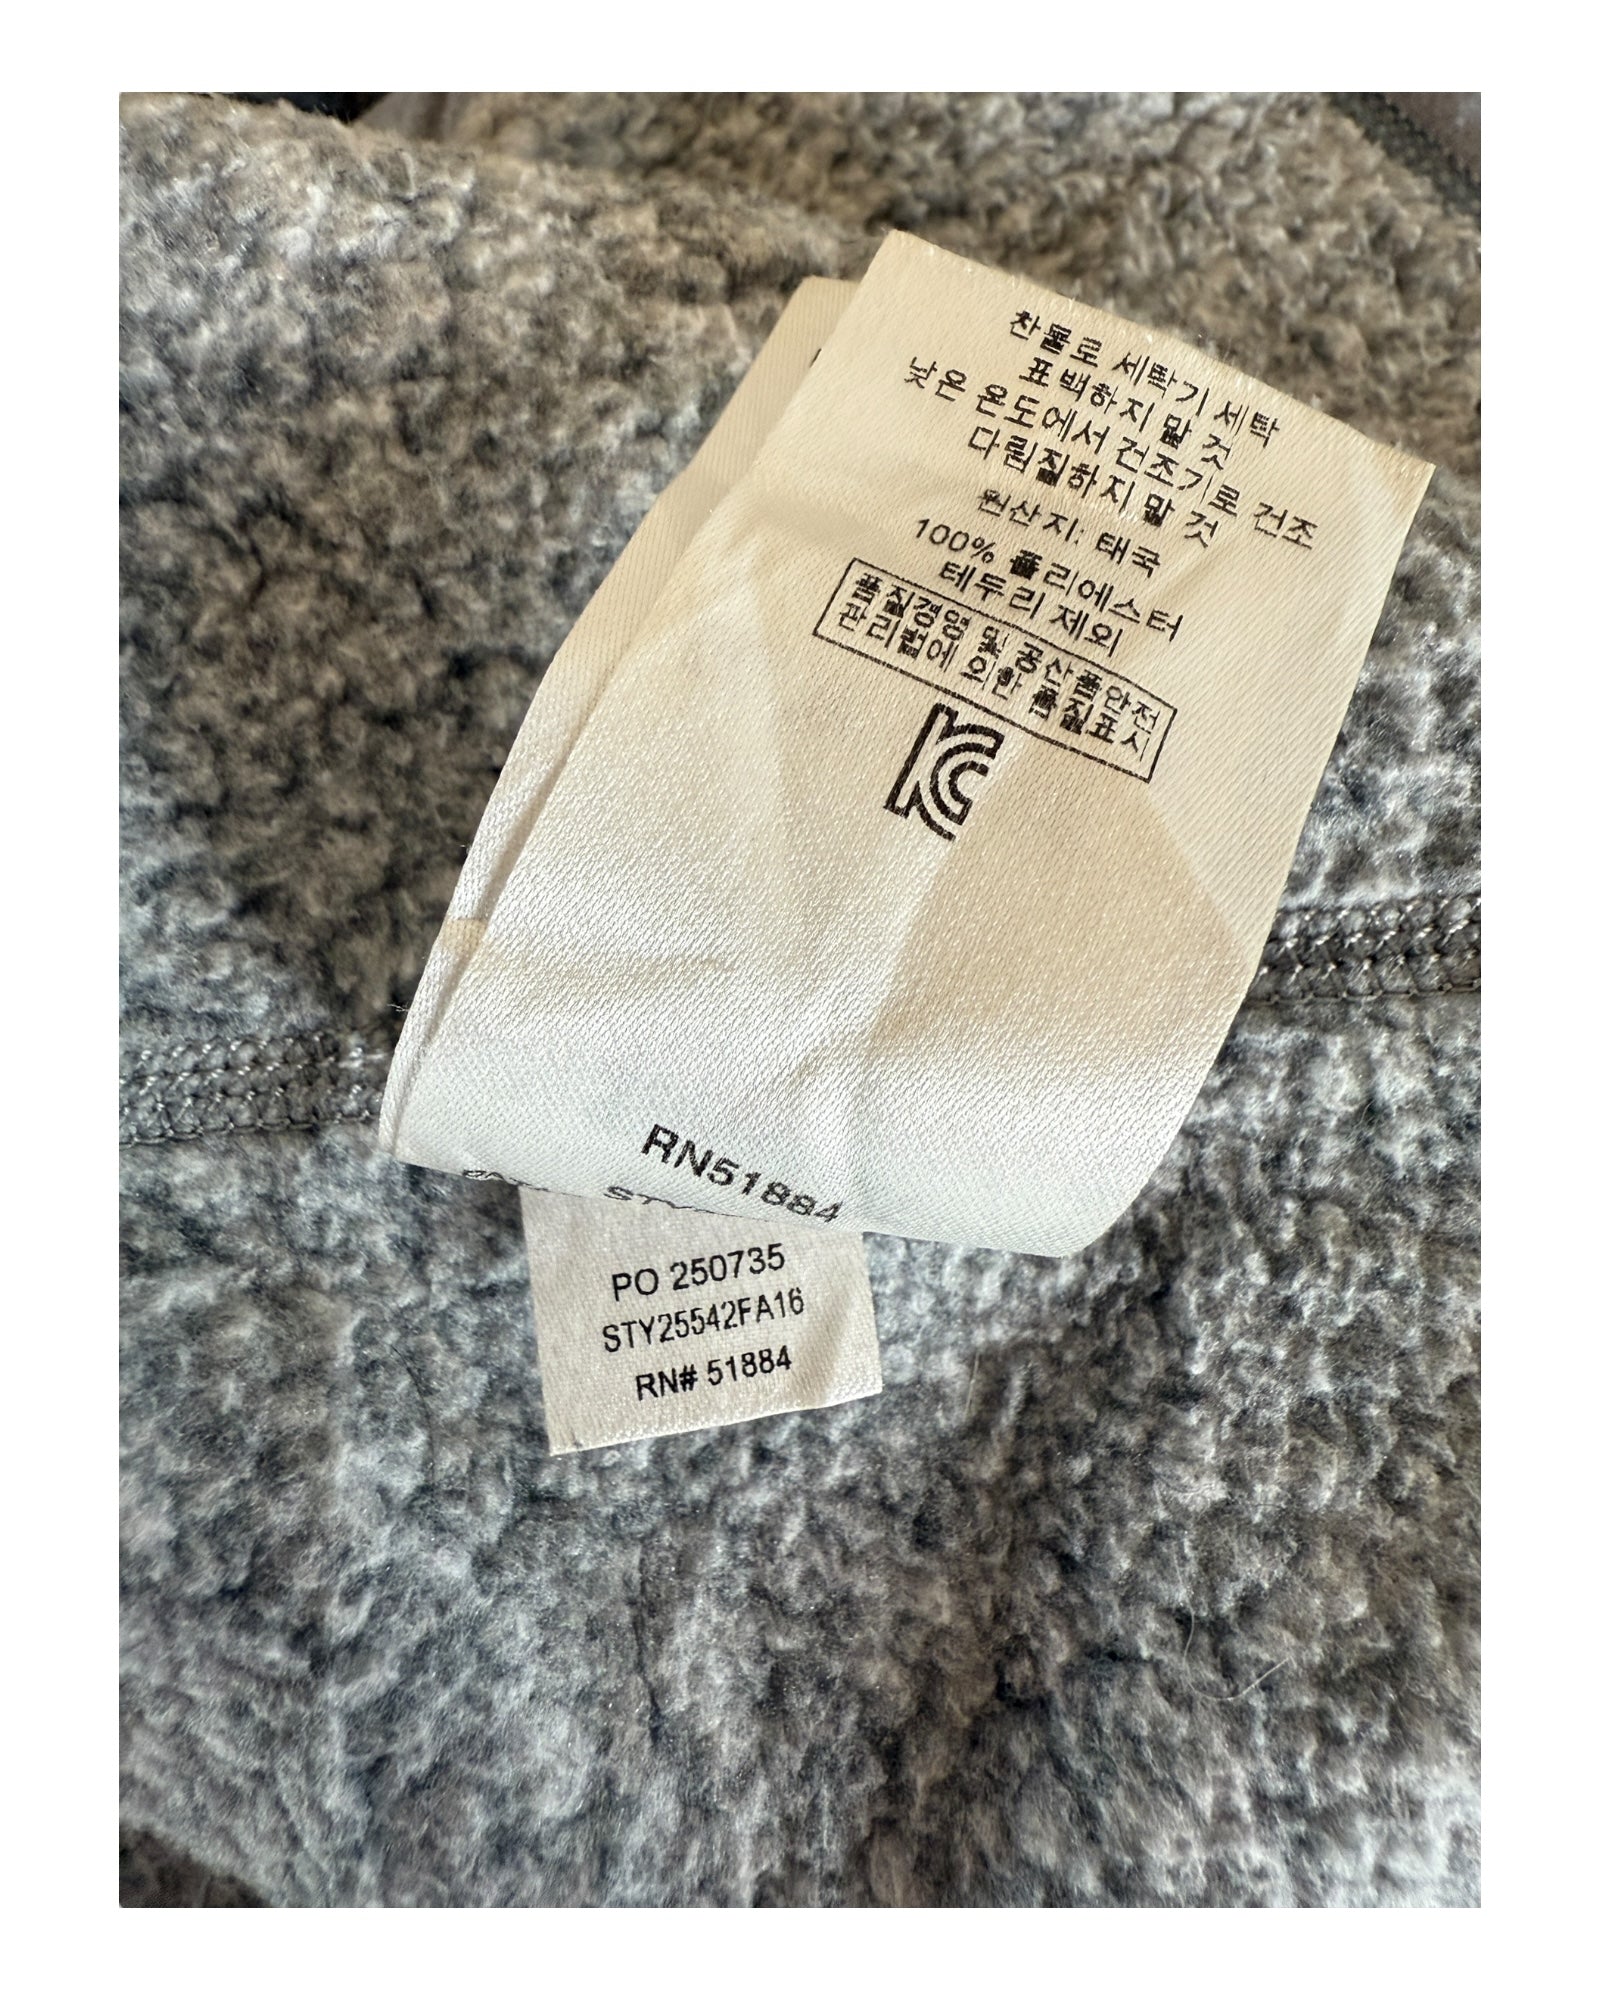 찬물로 세탁기 세탁
표백하지 말 것
낮은 온도에서 건조기로 건조
다림질하지 말 것
원산지: 태국
100% 폴리에스터
테두리 제외
품질경영 및 공산품안전
관리법에 의한 품질표시
KC
RN51884
STY
PO 250735
STY25542FA16
RN# 51884